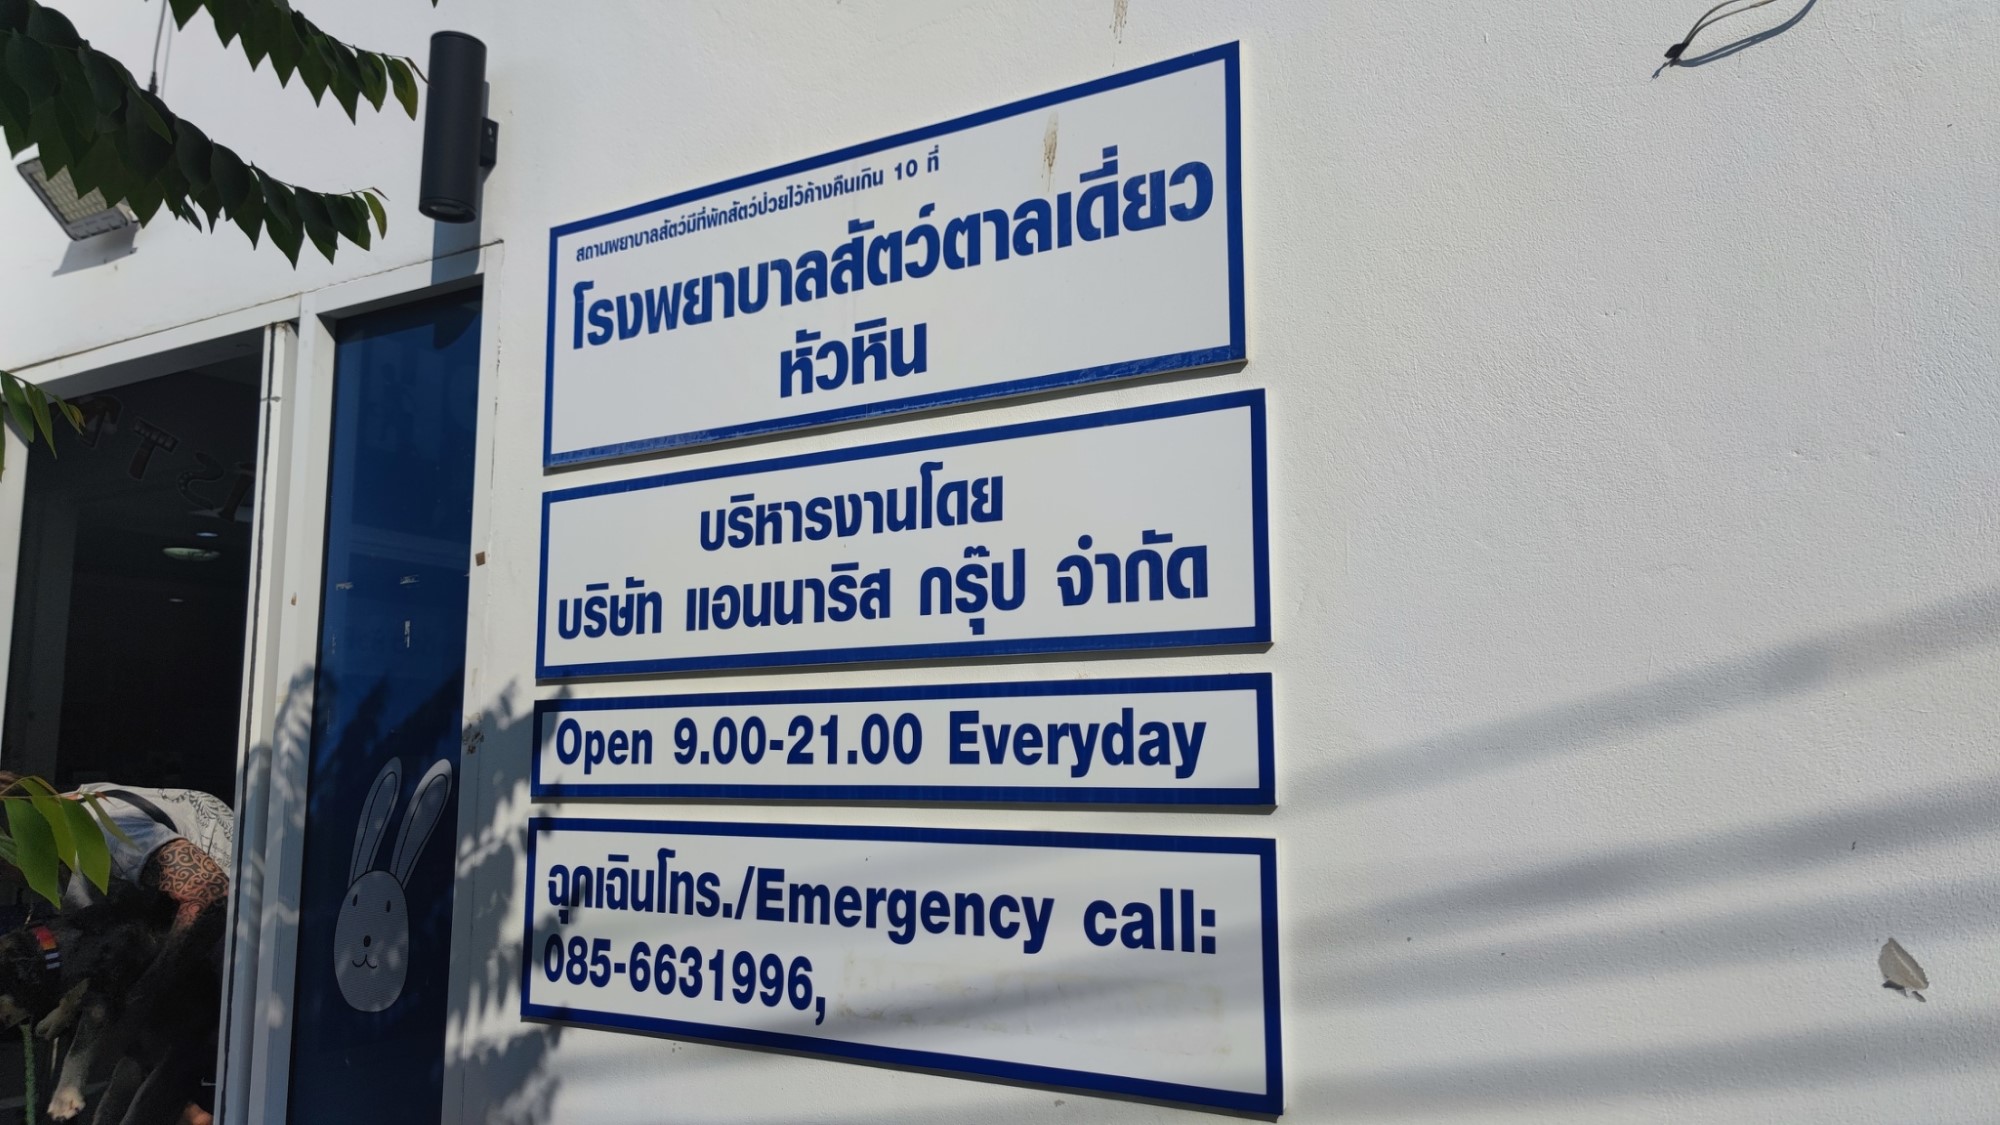 สถานพยาบาลสัตว์มีที่พักสัตว์ป่วยไว้ค้างคืนเกิน 10 ที่
โรงพยาบาลสัตว์ตาลเดี่ยว
หัวหิน
บริหารงานโดย
บริษัท แอนนาริส กรุ๊ป จำกัด
Open 9.00-21.00 Everyday
ฉุกเฉินโทร./Emergency call:
085-6631996,